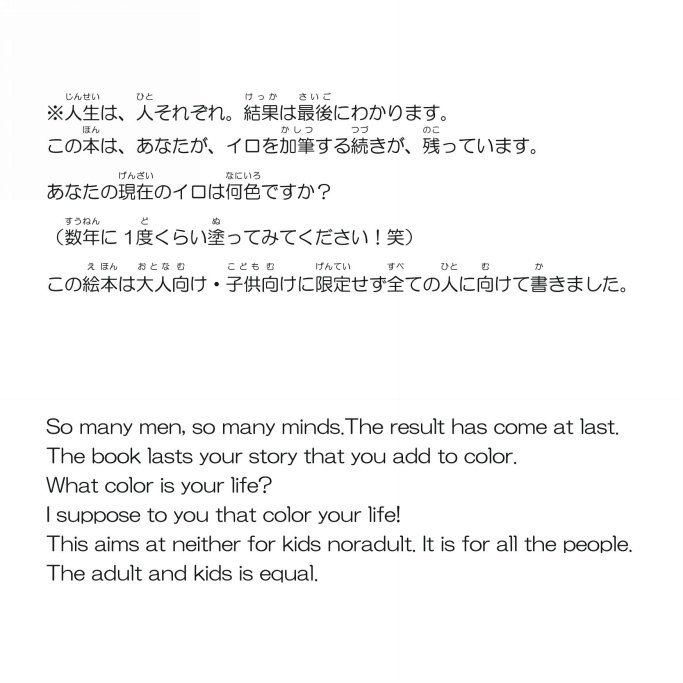 ※人生は、人それぞれ。結果は最後にわかります。
この本は、あなたが、イロを加筆する続きが、残っています。
あなたの現在のイロは何色ですか？
（数年に1度くらい塗ってみてください！笑）
この絵本は大人向け・子供向けに限定せず全ての人に向けて書きました。
So many men, so many minds.The result has come at last.
The book lasts your story that you add to color.
What color is your life?
I suppose to you that color your life!
This aims at neither for kids noradult. It is for all the people.
The adult and kids is equal.